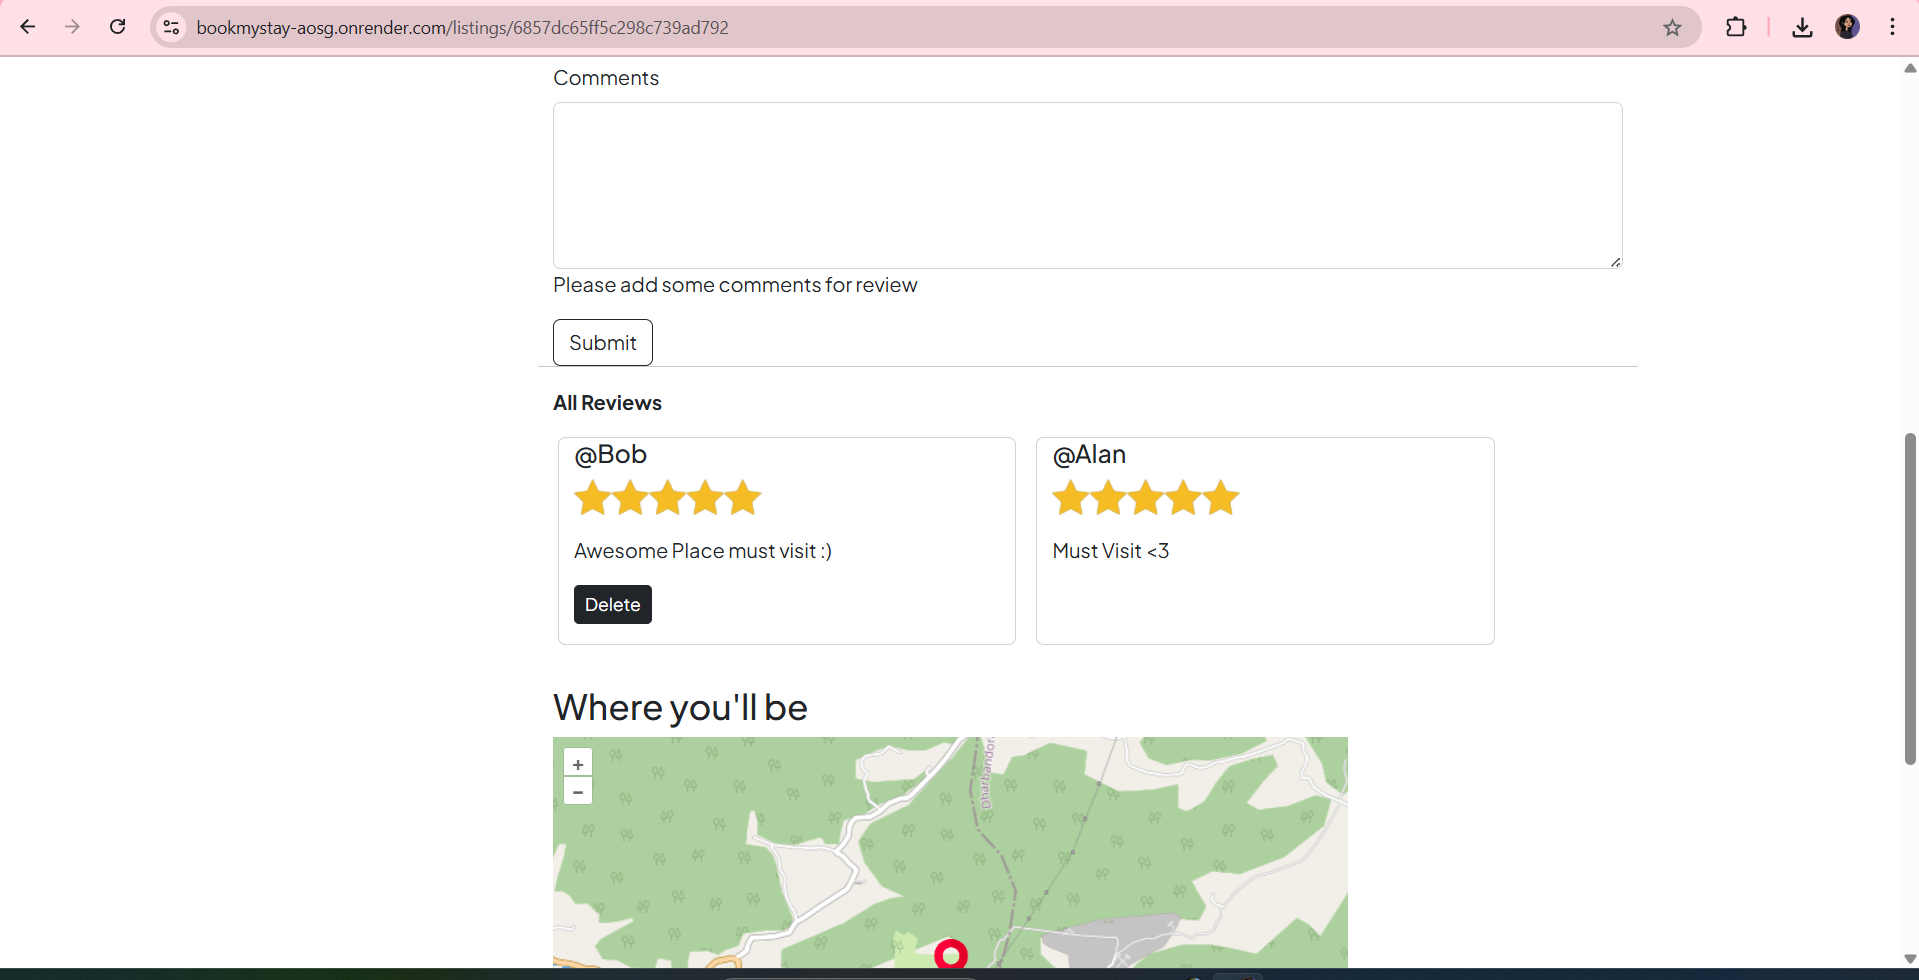 bookmystay-aosg.onrender.com/listings/6857dc65ff5c298c739ad792
Comments
Please add some comments for review
Submit
All Reviews
@Bob
Awesome Place must visit :)
Delete
@Alan
Must Visit <3
Where you'll be
+
−
Dharbandora